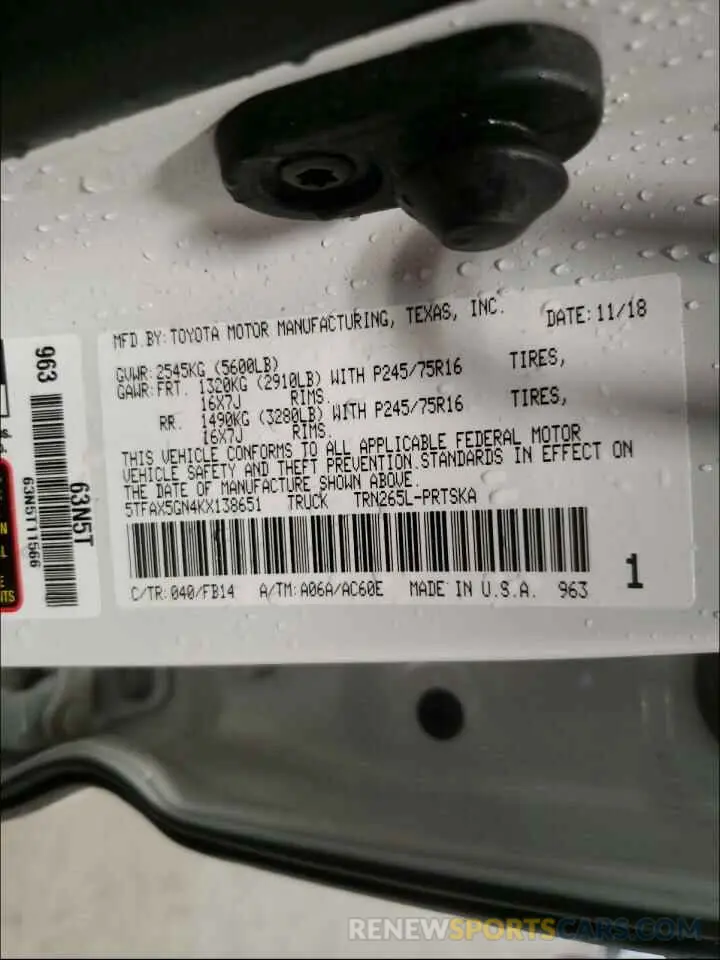 MFD.BY:TOYOTA MOTOR MANUFACTURING, TEXAS, INC. DATE:11/18
GVWR:2545KG (5600LB)
GAWR:FRT. 1320KG (2910LB) WITH P245/75R16 TIRES,
16X7J RIMS.
RR. 1490KG (3280LB) WITH P245/75R16 TIRES,
16X7J RIMS.
THIS VEHICLE CONFORMS TO ALL APPLICABLE FEDERAL MOTOR
VEHICLE SAFETY AND THEFT PREVENTION STANDARDS IN EFFECT ON
THE DATE OF MANUFACTURE SHOWN ABOVE.
5TFAX5GN4KX138651 TRUCK TRN265L-PRTSKA
C/TR:040/FB14 A/TM:A06A/AC60E MADE IN U.S.A. 963
1
963
63N5T
63N5T11566
RENEWSPORTSCARS.COM